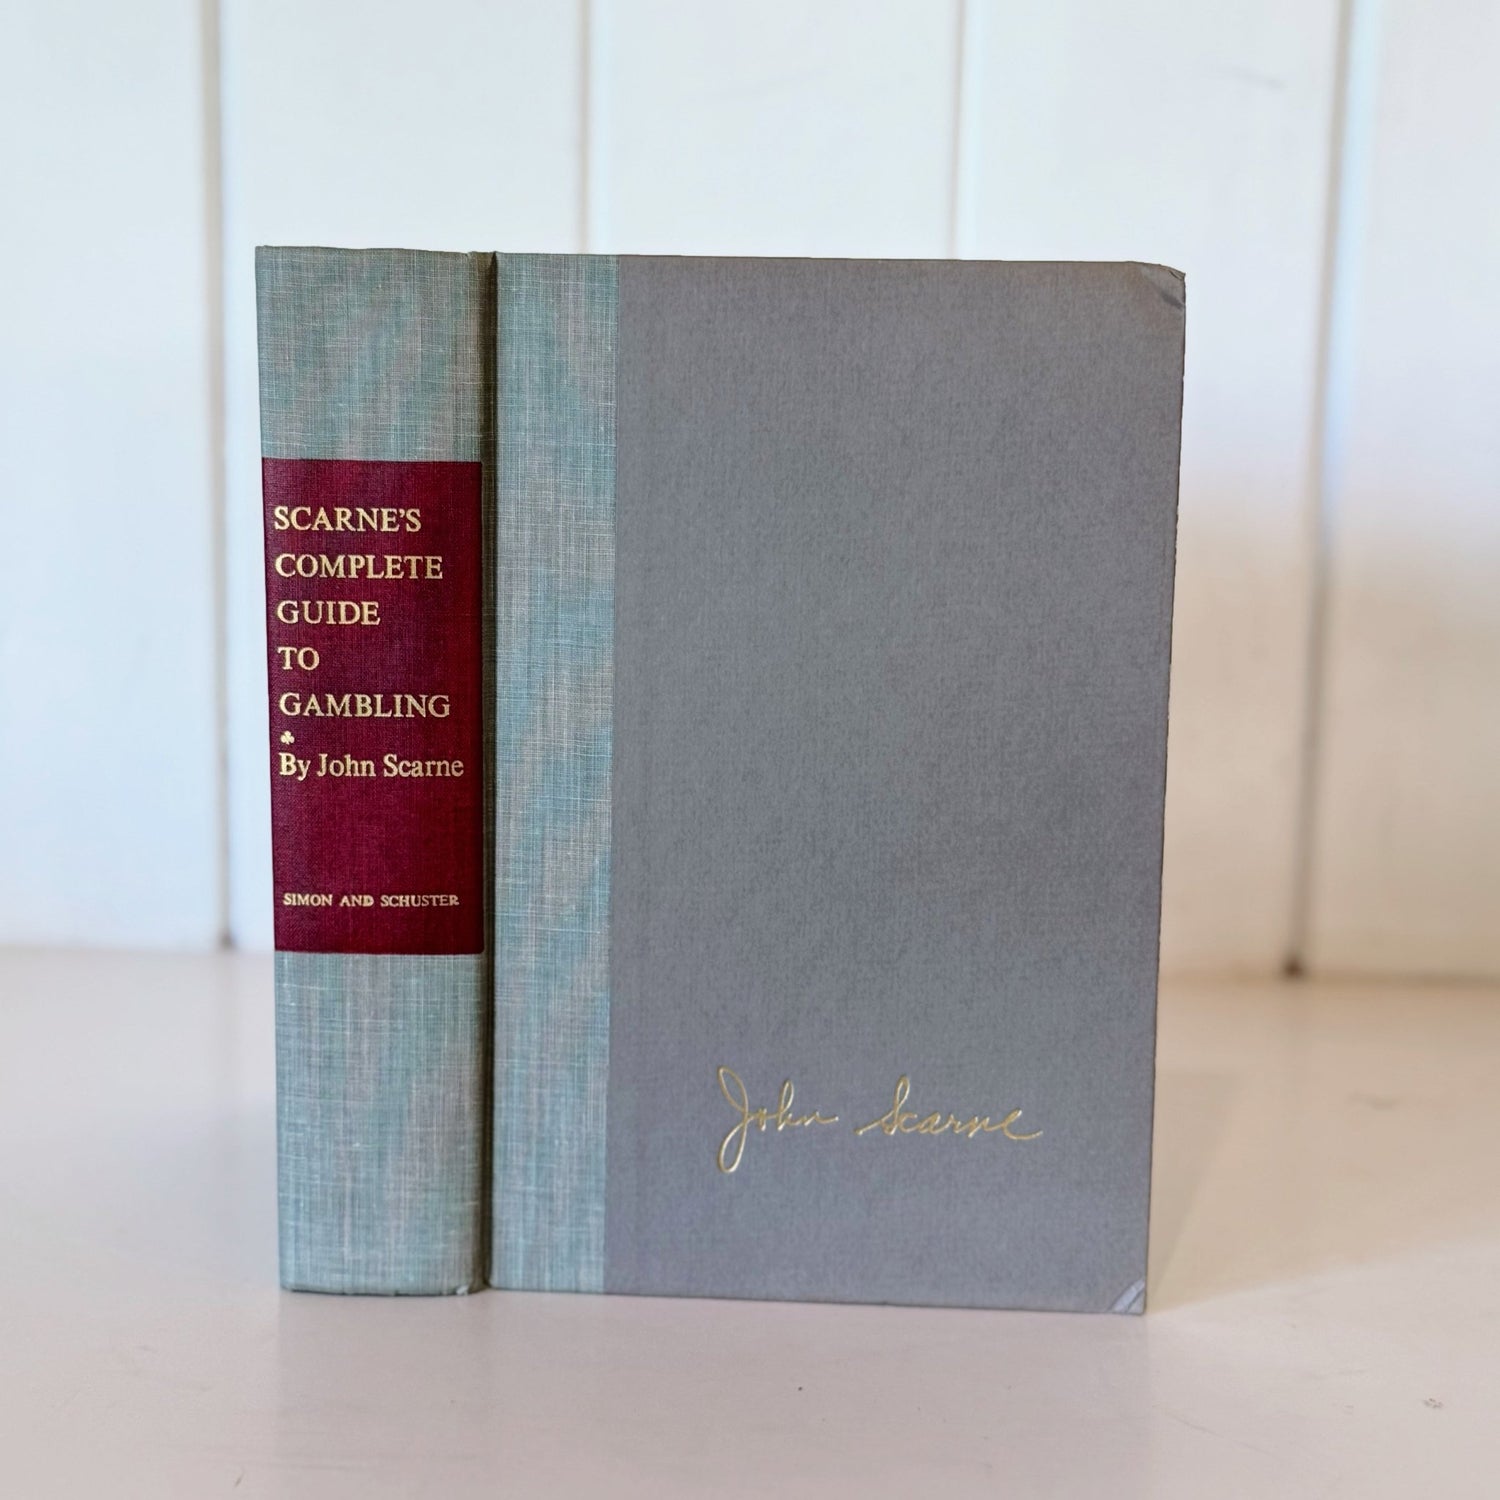 SCARNE'S
COMPLETE
GUIDE
TO
GAMBLING
By John Scarne
SIMON AND SCHUSTER
John Scarne